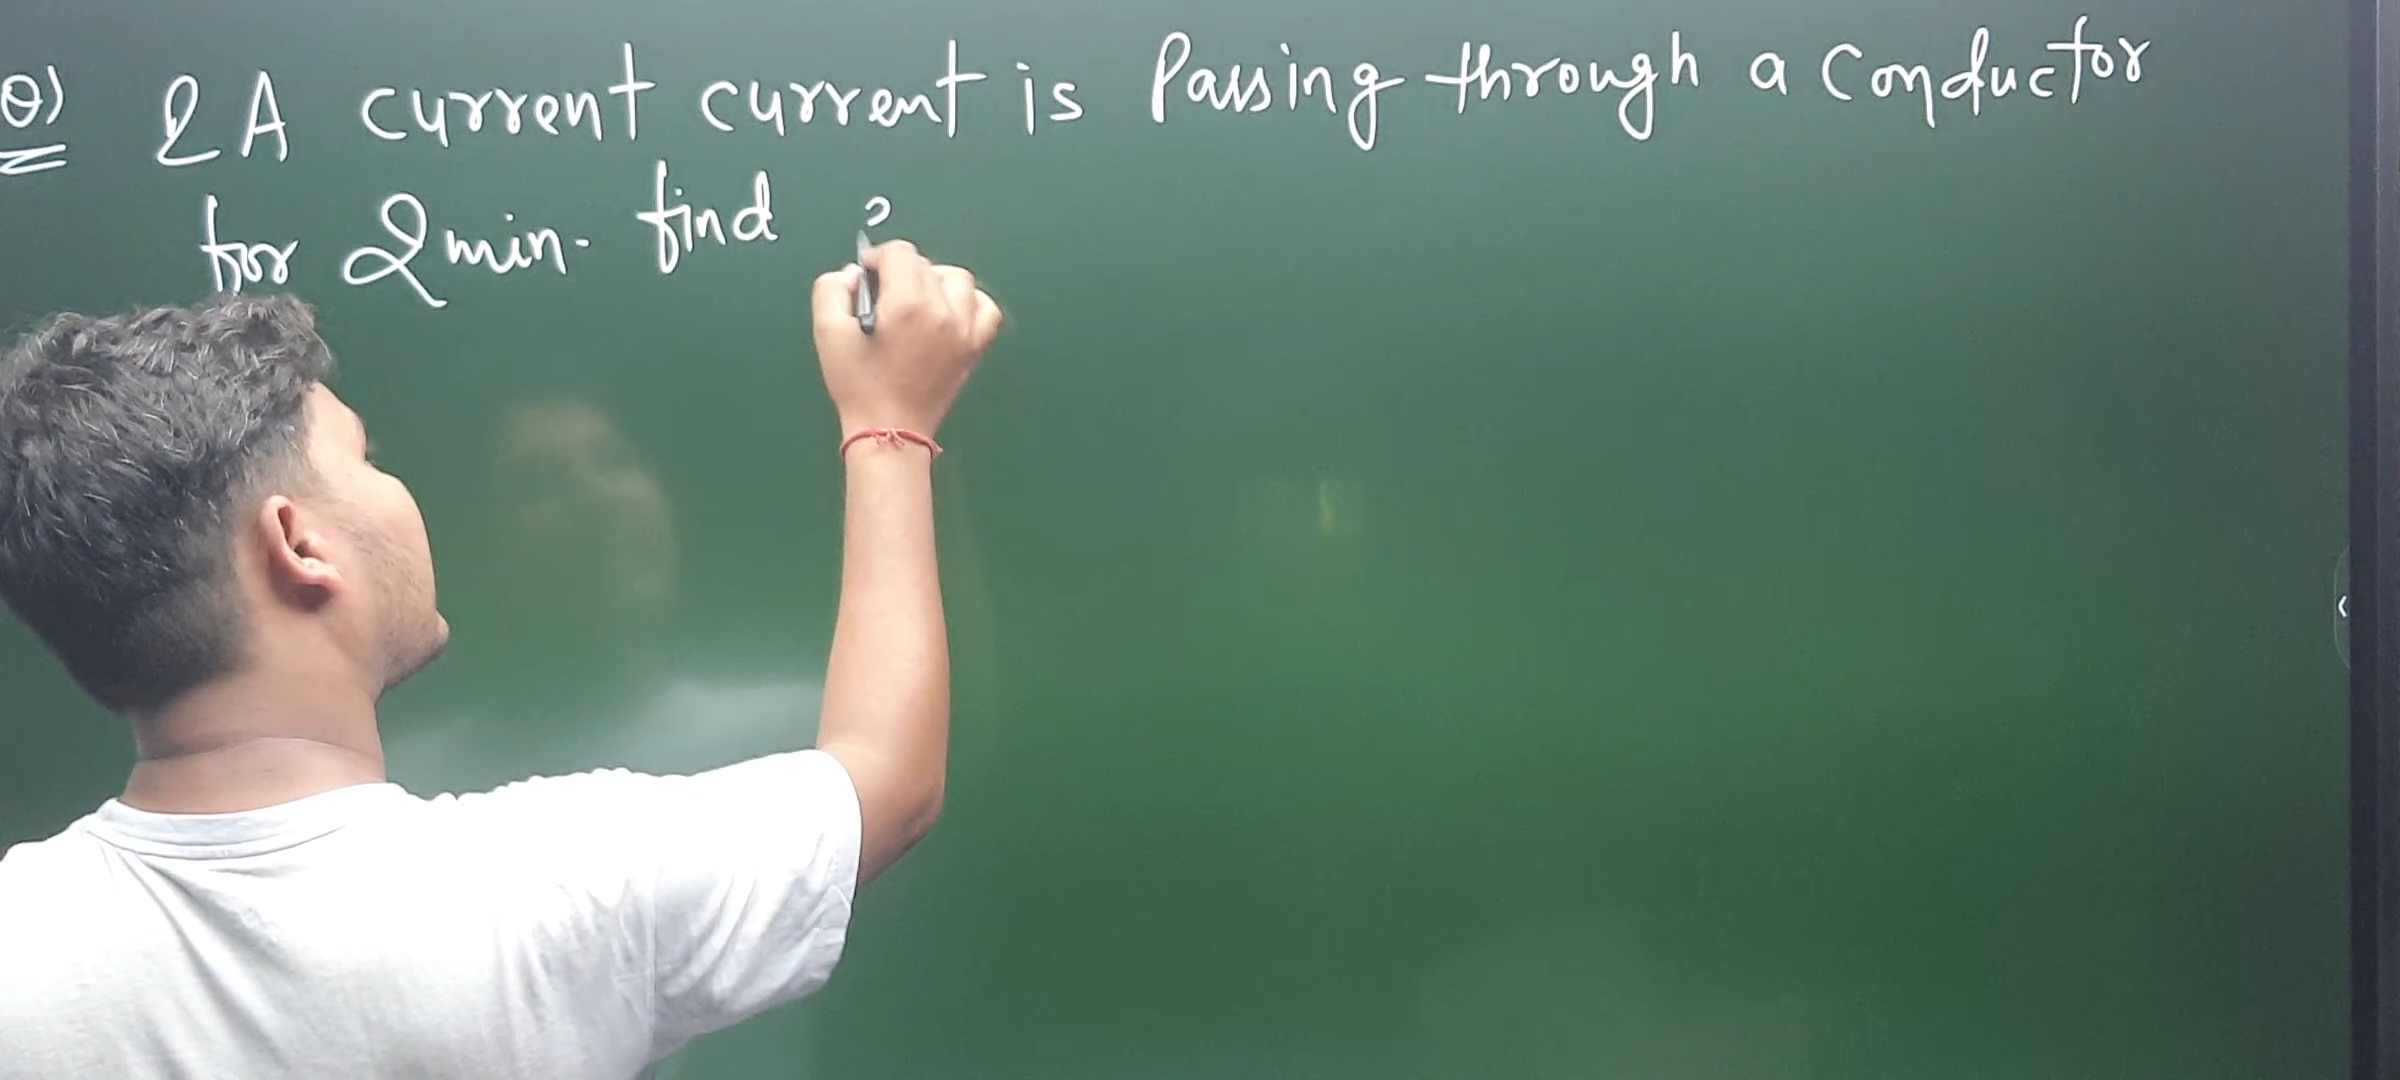 Q) 2A current current is Passing through a Conductor
for 2min. find